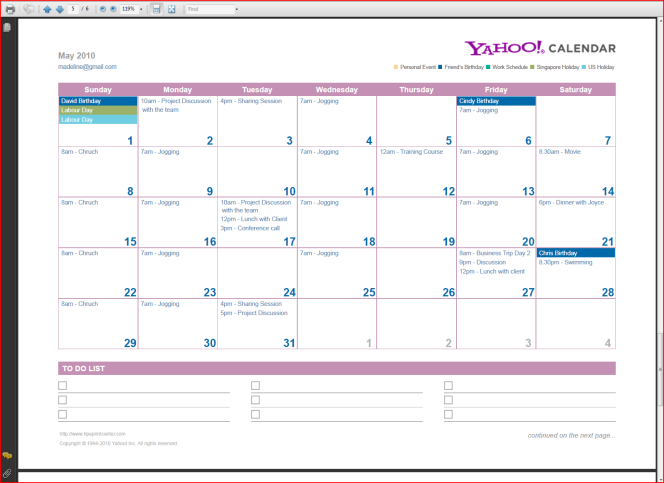 5 / 6 119% Find
YAHOO! CALENDAR
May 2010
madeline@gmail.com
Personal Event Friend's Birthday Work Schedule Singapore Holiday US Holiday
Sunday Monday Tuesday Wednesday Thursday Friday Saturday
David Birthday 10am - Project Discussion 4pm - Sharing Session 7am - Jogging Cindy Birthday
Labour Day with the team 7am - Jogging
Labour Day
1 2 3 4 5 6 7
8am - Chruch 7am - Jogging 7am - Jogging 12am - Training Course 7am - Jogging 8.30am - Movie
8 9 10 11 12 13 14
8am - Chruch 7am - Jogging 10am - Project Discussion 7am - Jogging 7am - Jogging 6pm - Dinner with Joyce
with the team
12pm - Lunch with Client
3pm - Conference call
15 16 17 18 19 20 21
8am - Chruch 7am - Jogging 7am - Jogging 8am - Business Trip Day 2 Chris Birthday
9pm - Discussion 8.30pm - Swimming
12pm - Lunch with client
22 23 24 25 26 27 28
8am - Chruch 7am - Jogging 4pm - Sharing Session
5pm - Project Discussion
29 30 31 1 2 3 4
TO DO LIST
continued on the next page...
Copyright © 1994-2010 Yahoo! Inc. All rights reserved.